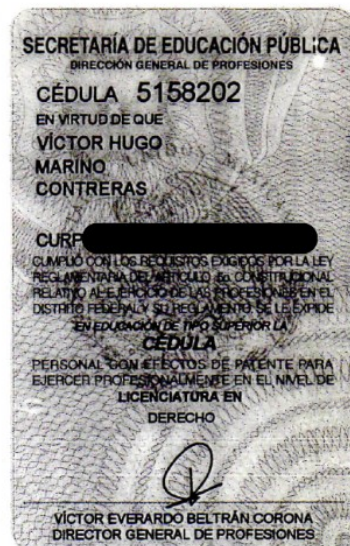 SECRETARÍA DE EDUCACIÓN PÚBLICA
DIRECCIÓN GENERAL DE PROFESIONES
CÉDULA 5158202
EN VIRTUD DE QUE
VÍCTOR HUGO
MARINO
CONTRERAS
CURP
CUMPLIÓ CON LOS REQUISITOS EXIGIDOS POR LA LEY
REGLAMENTARIA DEL ARTÍCULO 5o. CONSTITUCIONAL
RELATIVO AL EJERCICIO DE LAS PROFESIONES EN EL
DISTRITO FEDERAL Y SU REGLAMENTO SE LE EXPIDE
EN EDUCACIÓN DE TIPO SUPERIOR LA
CÉDULA
PERSONAL CON EFECTOS DE PATENTE PARA
EJERCER PROFESIONALMENTE EN EL NIVEL DE
LICENCIATURA EN
DERECHO
VÍCTOR EVERARDO BELTRÁN CORONA
DIRECTOR GENERAL DE PROFESIONES